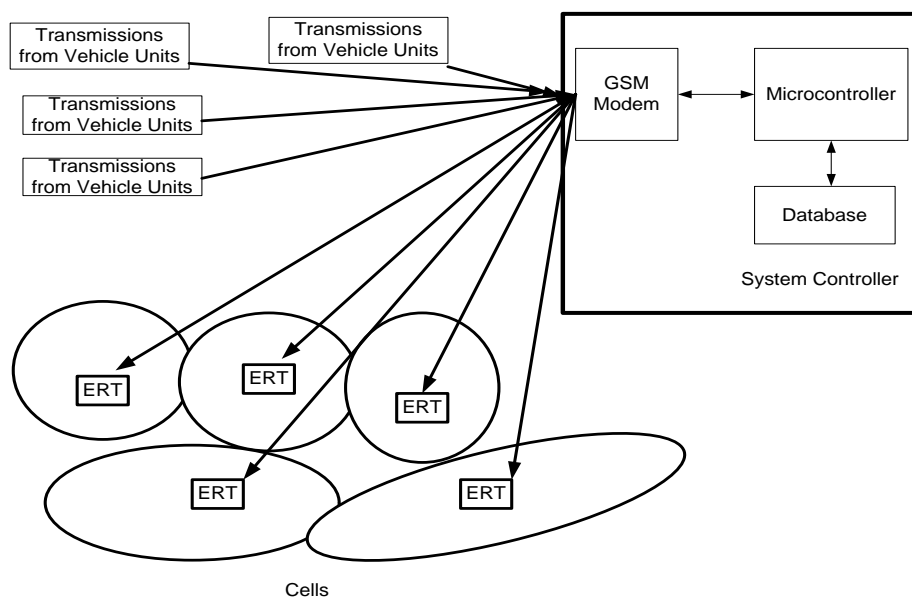 Transmissions
from Vehicle Units
Transmissions
from Vehicle Units
Transmissions
from Vehicle Units
Transmissions
from Vehicle Units
GSM
Modem
Microcontroller
Database
System Controller
ERT
ERT
ERT
ERT
ERT
Cells